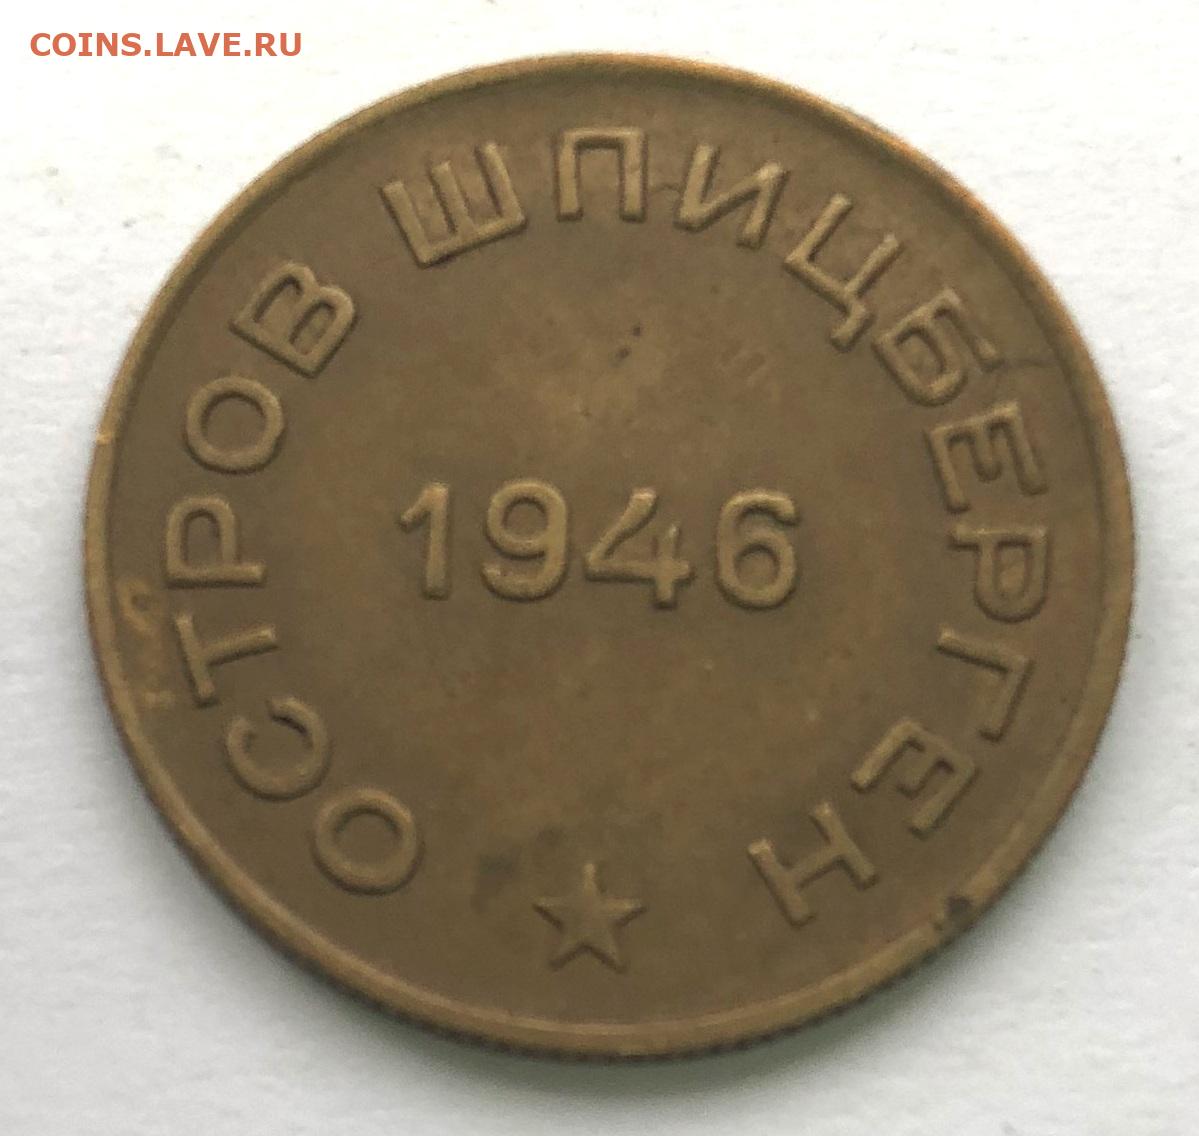 COINS.LAVE.RU
ОСТРОВ ШПИЦБЕРГЕН
1946